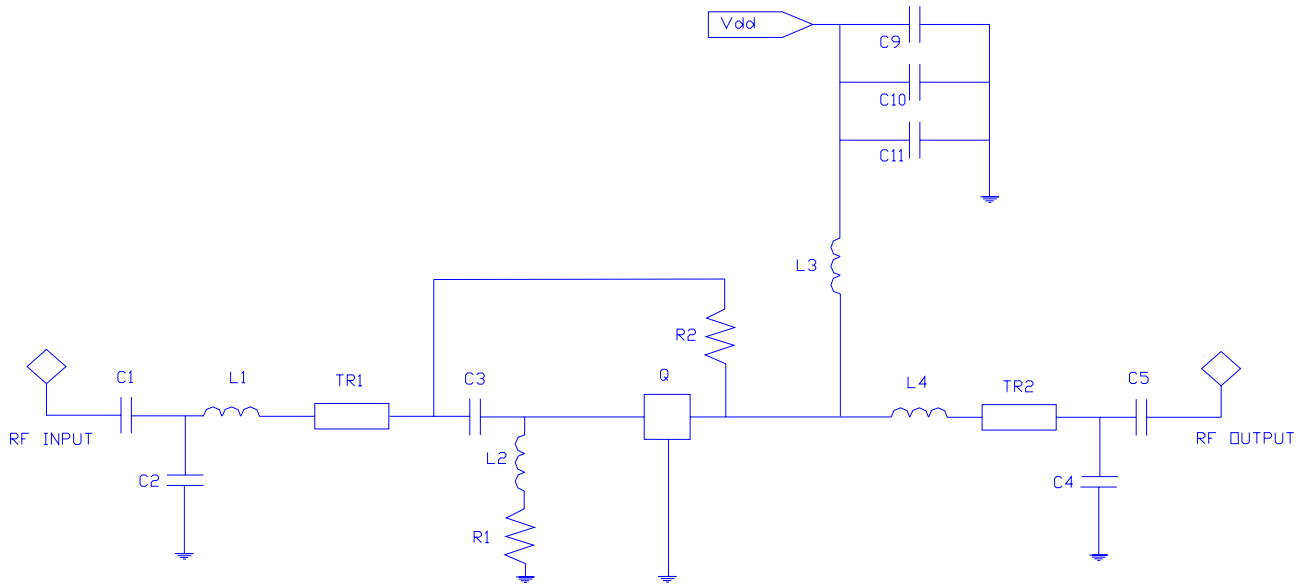 Vdd
C9
C10
C11
L3
R2
C1
L1
TR1
C3
Q
L4
TR2
C5
RF INPUT
RF OUTPUT
L2
C2
C4
R1